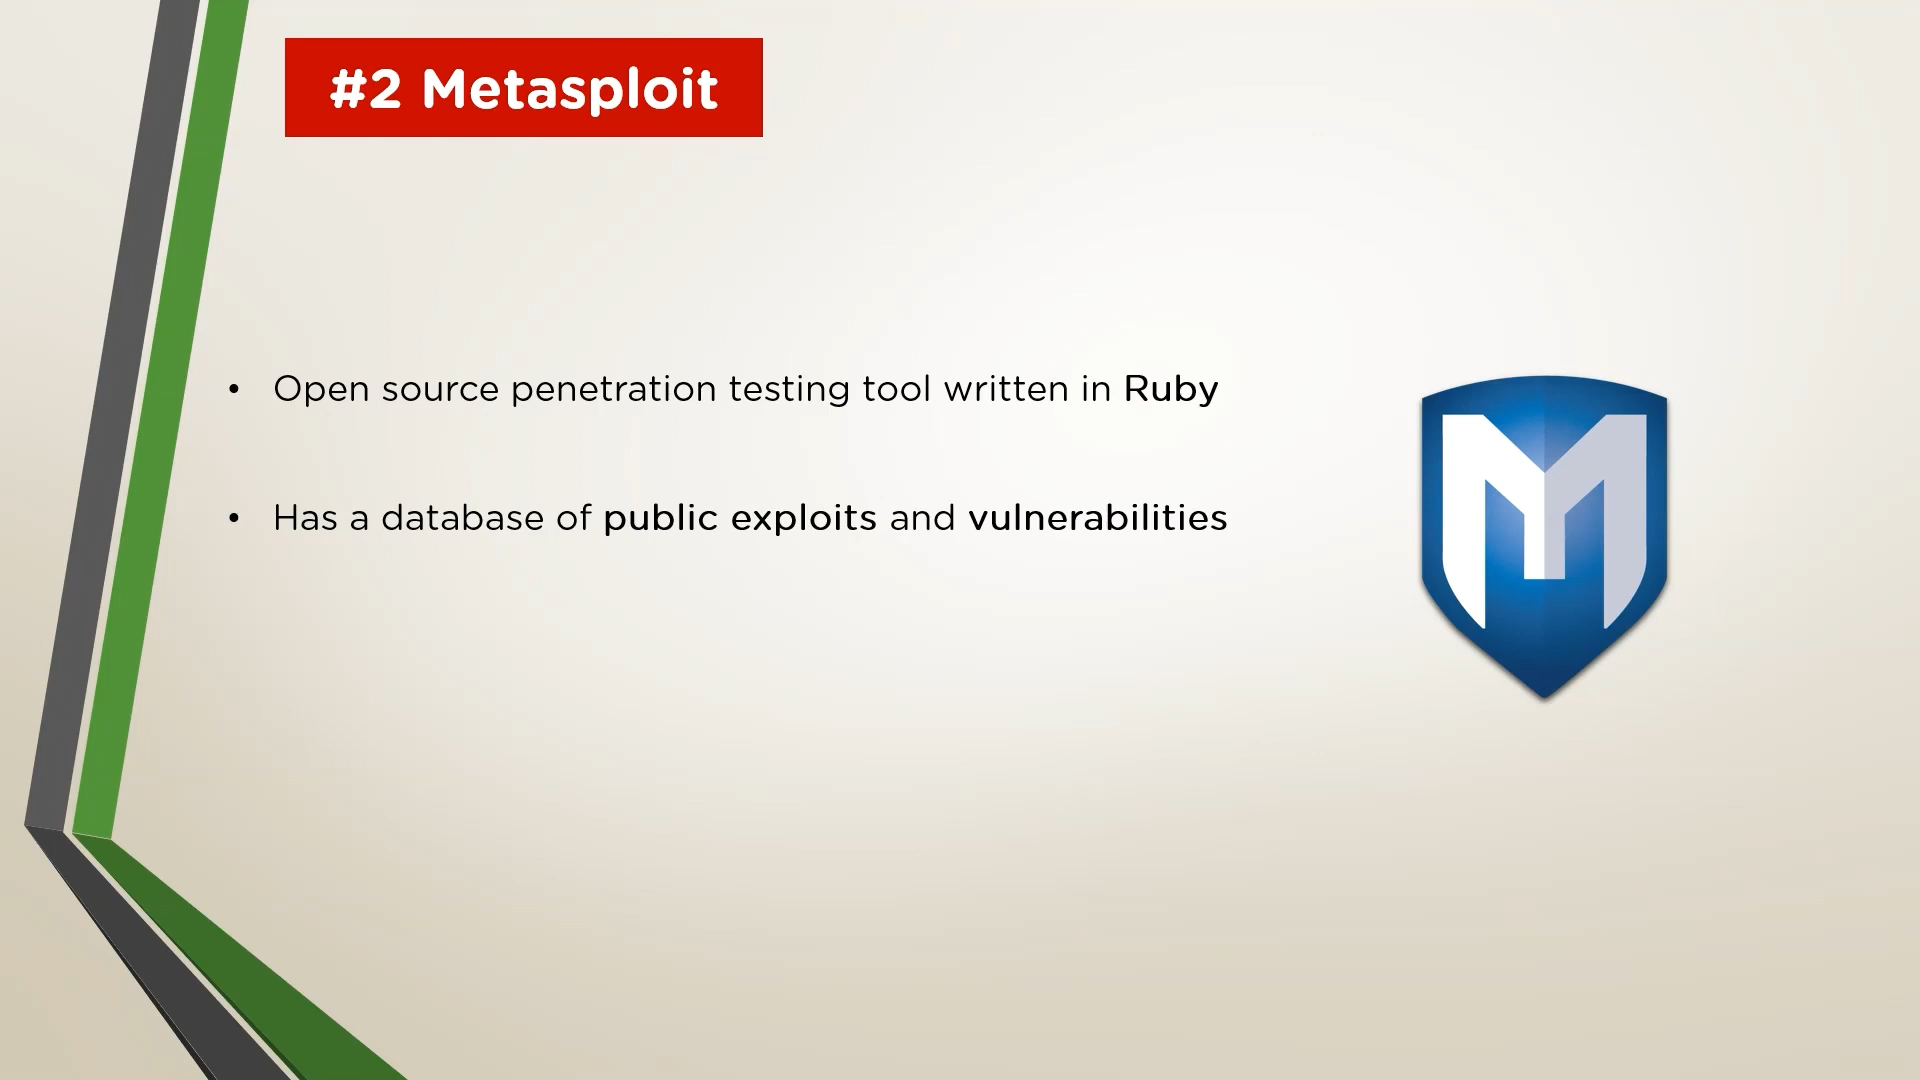 #2 Metasploit
• Open source penetration testing tool written in Ruby
• Has a database of public exploits and vulnerabilities